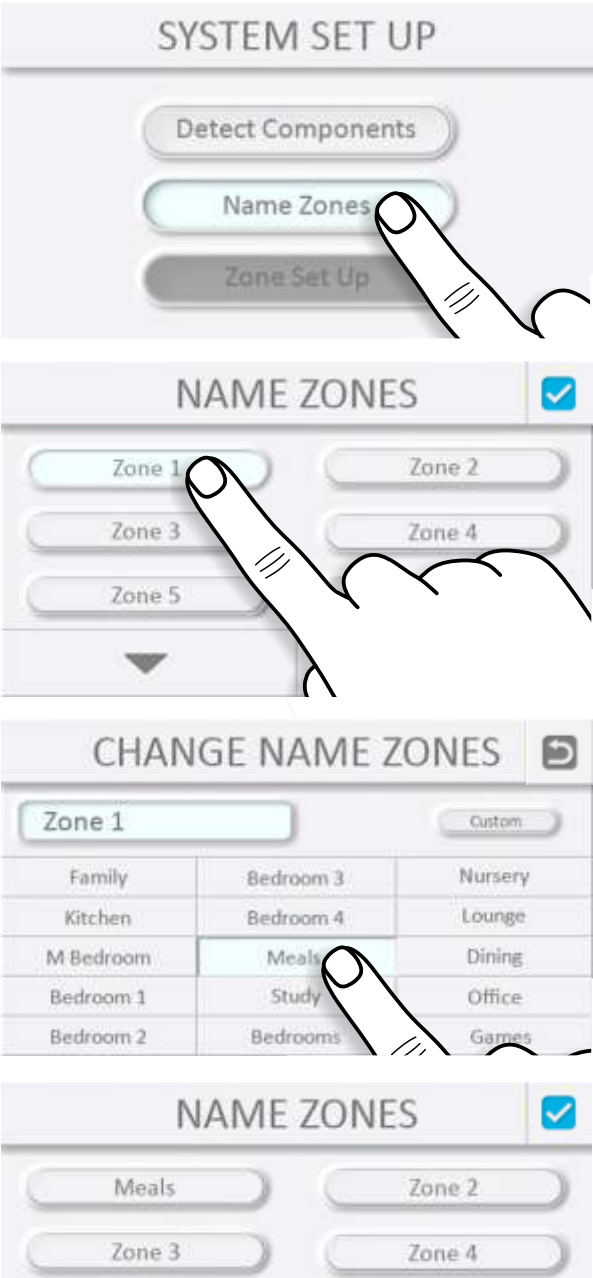 SYSTEM SET UP
Detect Components
Name Zones
Zone Set Up
NAME ZONES
Zone 1 Zone 2
Zone 3 Zone 4
Zone 5
CHANGE NAME ZONES
Zone 1 Custom
Family Bedroom 3 Nursery
Kitchen Bedroom 4 Lounge
M Bedroom Meals Dining
Bedroom 1 Study Office
Bedroom 2 Bedrooms Games
NAME ZONES
Meals Zone 2
Zone 3 Zone 4